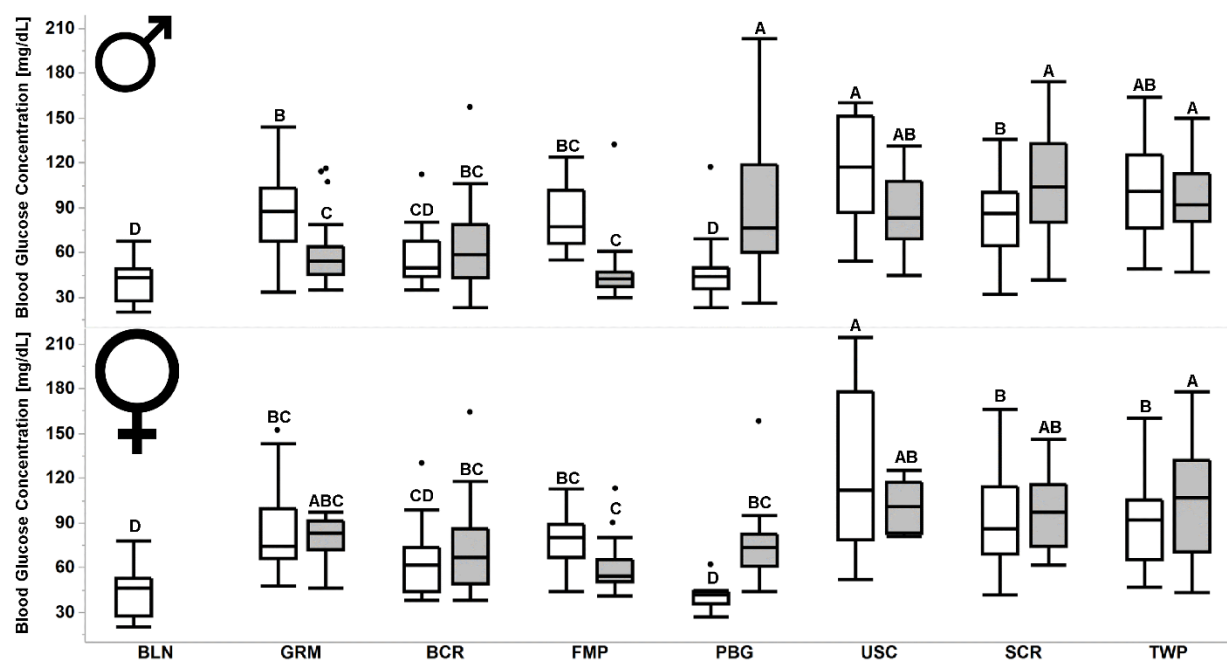 Blood Glucose Concentration [mg/dL]
210
180
150
120
90
60
30
D
B
C
CD
BC
BC
C
D
A
A
AB
B
A
AB
A
Blood Glucose Concentration [mg/dL]
210
180
150
120
90
60
30
D
BC
ABC
CD
BC
BC
C
D
BC
A
AB
B
AB
B
A
BLN GRM BCR FMP PBG USC SCR TWP